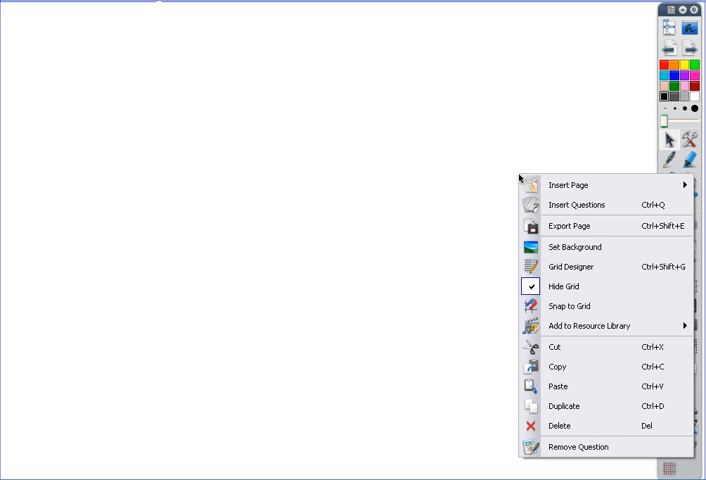 Insert Page
Insert Questions Ctrl+Q
Export Page Ctrl+Shift+E
Set Background
Grid Designer Ctrl+Shift+G
Hide Grid
Snap to Grid
Add to Resource Library
Cut Ctrl+X
Copy Ctrl+C
Paste Ctrl+V
Duplicate Ctrl+D
Delete Del
Remove Question